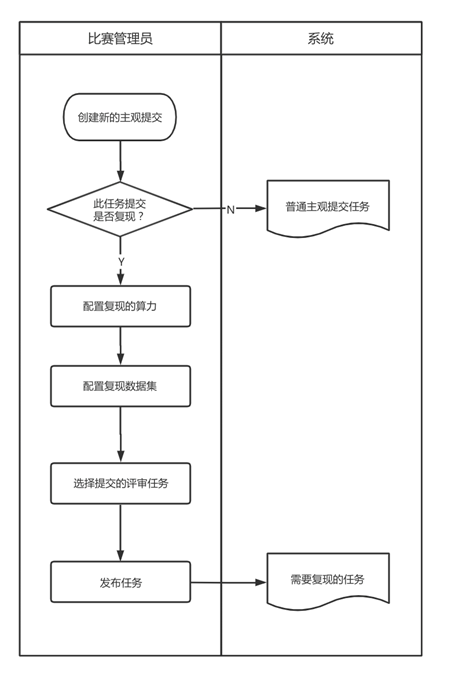 比赛管理员
系统
创建新的主观提交
此任务提交
是否复现？
N
普通主观提交任务
Y
配置复现的算力
配置复现数据集
选择提交的评审任务
发布任务
需要复现的任务